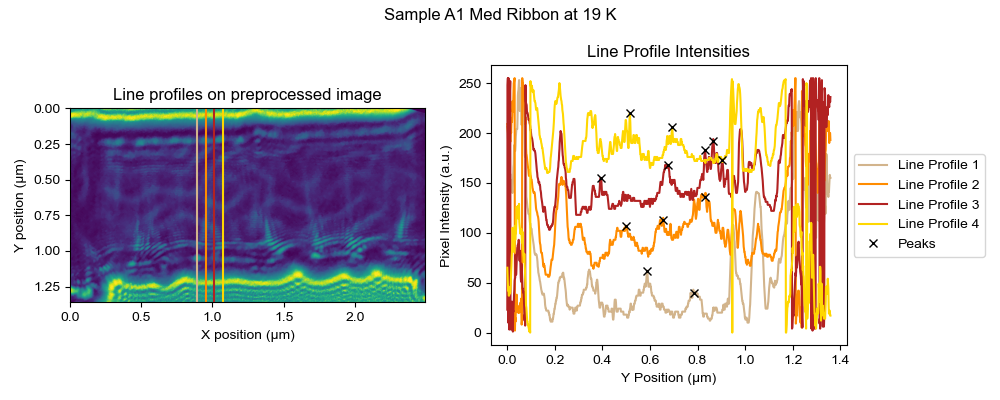 Sample A1 Med Ribbon at 19 K
Line profiles on preprocessed image
0.00
0.25
0.50
0.75
1.00
1.25
Y position (μm)
0.0
0.5
1.0
1.5
2.0
X position (μm)
Line Profile Intensities
250
200
150
100
50
0
Pixel Intensity (a.u.)
0.0
0.2
0.4
0.6
0.8
1.0
1.2
1.4
Y Position (μm)
Line Profile 1
Line Profile 2
Line Profile 3
Line Profile 4
Peaks